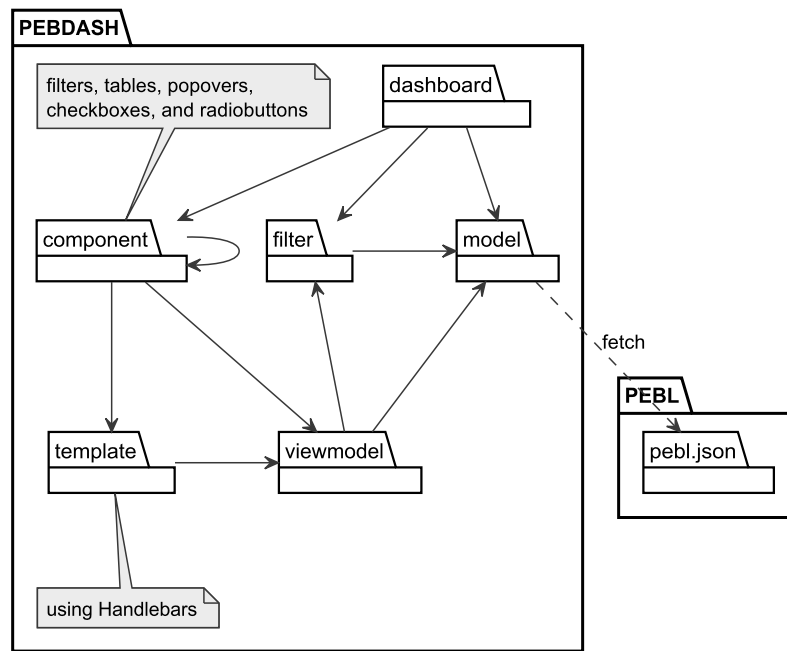 PEBDASH
filters, tables, popovers,
checkboxes, and radiobuttons
dashboard
component
filter
model
fetch
PEBL
template
viewmodel
pebl.json
using Handlebars